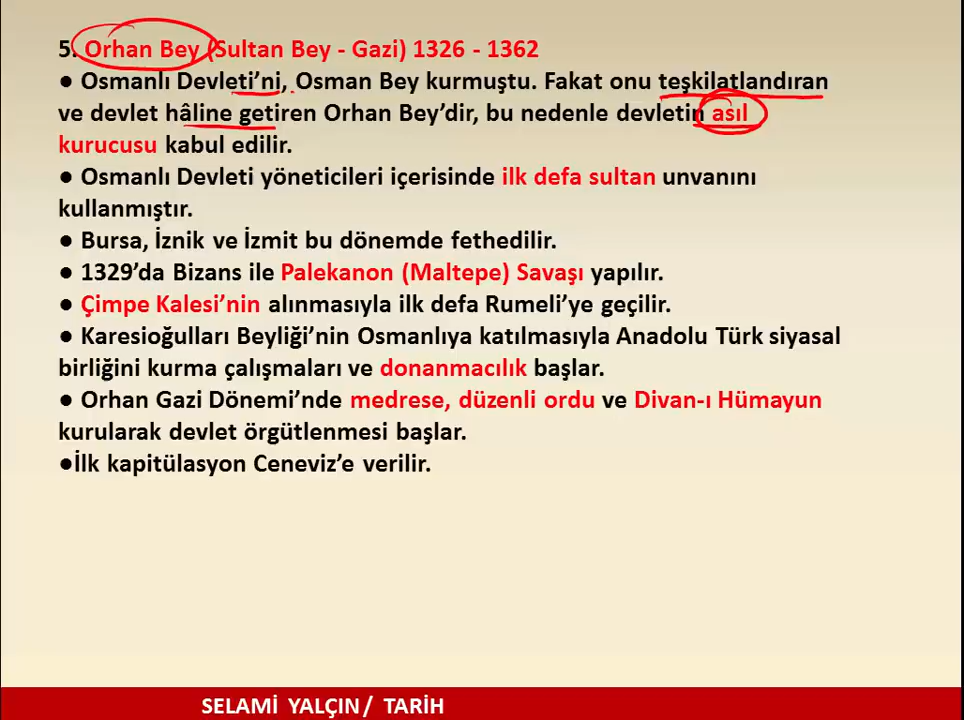 5. Orhan Bey (Sultan Bey - Gazi) 1326 - 1362
● Osmanlı Devleti’ni, Osman Bey kurmuştu. Fakat onu teşkilatlandıran
ve devlet hâline getiren Orhan Bey’dir, bu nedenle devletin asıl
kurucusu kabul edilir.
● Osmanlı Devleti yöneticileri içerisinde ilk defa sultan unvanını
kullanmıştır.
● Bursa, İznik ve İzmit bu dönemde fethedilir.
● 1329’da Bizans ile Palekanon (Maltepe) Savaşı yapılır.
● Çimpe Kalesi’nin alınmasıyla ilk defa Rumeli’ye geçilir.
● Karesioğulları Beyliği’nin Osmanlıya katılmasıyla Anadolu Türk siyasal
birliğini kurma çalışmaları ve donanmacılık başlar.
● Orhan Gazi Dönemi’nde medrese, düzenli ordu ve Divan-ı Hümayun
kurularak devlet örgütlenmesi başlar.
●İlk kapitülasyon Ceneviz’e verilir.
SELAMİ YALÇIN / TARİH